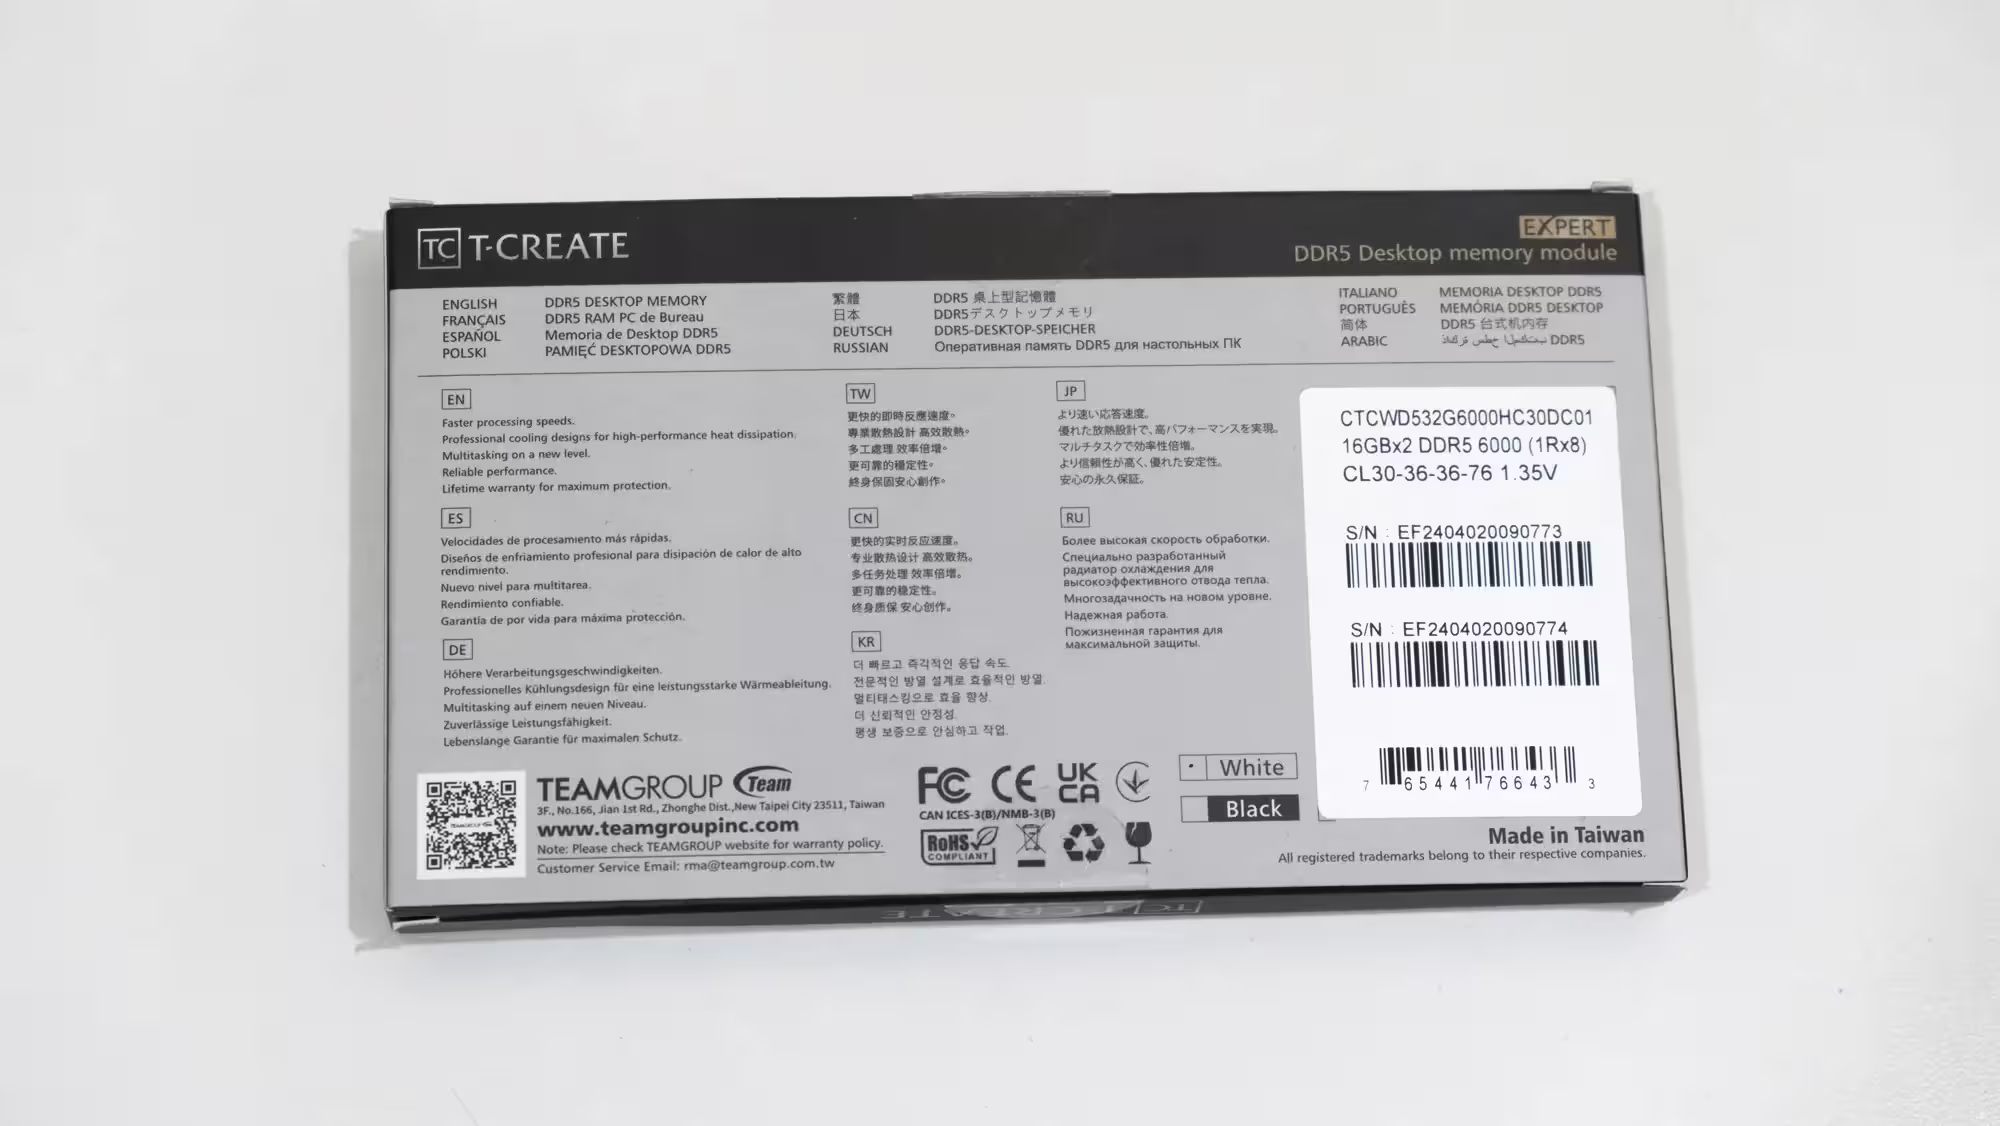 TC T-CREATE
EXPERT
DDR5 Desktop memory module
ENGLISH DDR5 DESKTOP MEMORY
FRANÇAIS DDR5 RAM PC de Bureau
ESPAÑOL Memoria de Desktop DDR5
POLSKI PAMIĘĆ DESKTOPOWA DDR5
繁體 DDR5 桌上型記憶體
日本 DDR5デスクトップメモリ
DEUTSCH DDR5-DESKTOP-SPEICHER
RUSSIAN Оперативная память DDR5 для настольных ПК
ITALIANO MEMORIA DESKTOP DDR5
PORTUGUÊS MEMÓRIA DDR5 DESKTOP
简体 DDR5 台式机内存
ARABIC DDR5
EN
Faster processing speeds.
Professional cooling designs for high-performance heat dissipation.
Multitasking on a new level.
Reliable performance.
Lifetime warranty for maximum protection.
ES
Velocidades de procesamiento más rápidas.
Diseños de enfriamiento profesional para disipación de calor de alto
rendimiento.
Nuevo nivel para multitarea.
Rendimiento confiable.
Garantía de por vida para máxima protección.
DE
Höhere Verarbeitungsgeschwindigkeiten.
Professionelles Kühlungsdesign für eine leistungsstarke Wärmeableitung.
Multitasking auf einem neuen Niveau.
Zuverlässige Leistungsfähigkeit.
Lebenslange Garantie für maximalen Schutz.
TW
更快的即時反應速度。
專業散熱設計 高效散熱。
多工處理 效率倍增。
更可靠的穩定性。
終身保固安心創作。
CN
更快的实时反应速度。
专业散热设计 高效散热。
多任务处理 效率倍增。
更可靠的稳定性。
终身质保 安心创作。
KR
더 빠르고 즉각적인 응답 속도.
전문적인 방열 설계로 효율적인 방열.
멀티태스킹으로 효율 향상.
더 신뢰적인 안정성.
평생 보증으로 안심하고 작업.
JP
より速い応答速度。
優れた放熱設計で、高パフォーマンスを実現。
マルチタスクで効率性倍増。
より信頼性が高く、優れた安定性。
安心の永久保証。
RU
Более высокая скорость обработки.
Специально разработанный
радиатор охлаждения для
высокоэффективного отвода тепла.
Многозадачность на новом уровне.
Надежная работа.
Пожизненная гарантия для
максимальной защиты.
CTCWD532G6000HC30DC01
16GBx2 DDR5 6000 (1Rx8)
CL30-36-36-76 1.35V
S/N : EF2404020090773
S/N : EF2404020090774
7 65441 76643 3
TEAMGROUP Team
3F., No.166, Jian 1st Rd., Zhonghe Dist.,New Taipei City 23511, Taiwan
www.teamgroupinc.com
Note: Please check TEAMGROUP website for warranty policy.
Customer Service Email: rma@teamgroup.com.tw
FC CE UK CA
CAN ICES-3(B)/NMB-3(B)
RoHS
COMPLIANT
White
Black
Made in Taiwan
All registered trademarks belong to their respective companies.